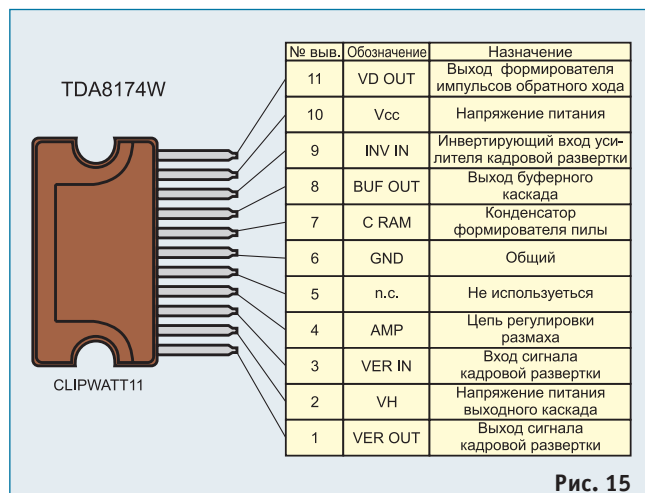 TDA8174W
CLIPWATT11
№ выв. Обозначение Назначение
11 VD OUT Выход формирователя
импульсов обратного хода
10 Vcc Напряжение питания
9 INV IN Инвертирующий вход уси-
лителя кадровой развертки
8 BUF OUT Выход буферного
каскада
7 C RAM Конденсатор
формирователя пилы
6 GND Общий
5 n.c. Не используеться
4 AMP Цепь регулировки
размаха
3 VER IN Вход сигнала
кадровой развертки
2 VH Напряжение питания
выходного каскада
1 VER OUT Выход сигнала
кадровой развертки
Рис. 15